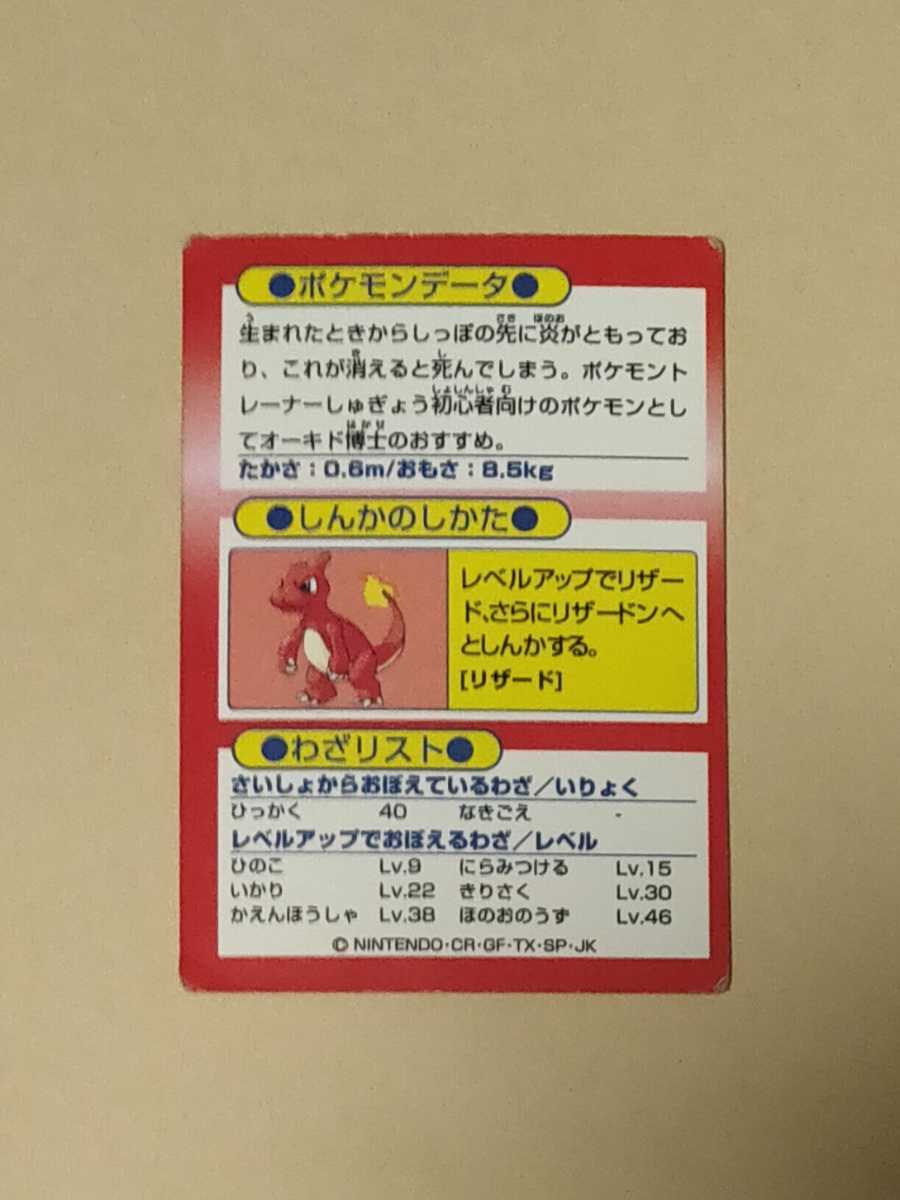 ●ポケモンデータ●
生まれたときからしっぽの先に炎がともってお
り、これが消えると死んでしまう。ポケモント
レーナーしゅぎょう初心者向けのポケモンとし
てオーキド博士のおすすめ。
たかさ：0.6m/おもさ：8.5kg
●しんかのしかた●
レベルアップでリザー
ド、さらにリザードンへ
としんかする。
[リザード]
●わざリスト●
さいしょからおぼえているわざ／いりょく
ひっかく 40 なきごえ -
レベルアップでおぼえるわざ／レベル
ひのこ Lv.9 にらみつける Lv.15
いかり Lv.22 きりさく Lv.30
かえんほうしゃ Lv.38 ほのおのうず Lv.46
© NINTENDO・CR・GF・TX・SP・JK